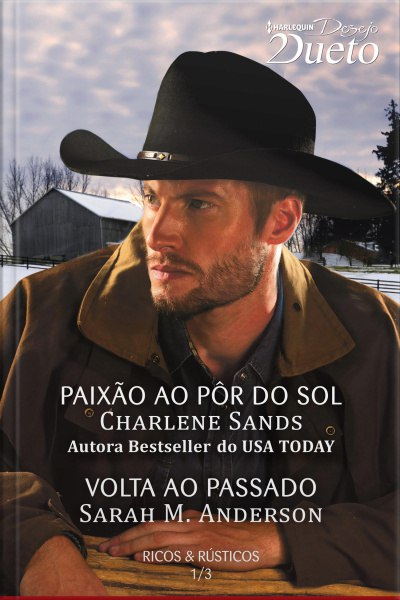 HARLEQUIN Desejo
Dueto
PAIXÃO AO PÔR DO SOL
CHARLENE SANDS
Autora Bestseller do USA TODAY
VOLTA AO PASSADO
SARAH M. ANDERSON
RICOS & RÚSTICOS
1/3